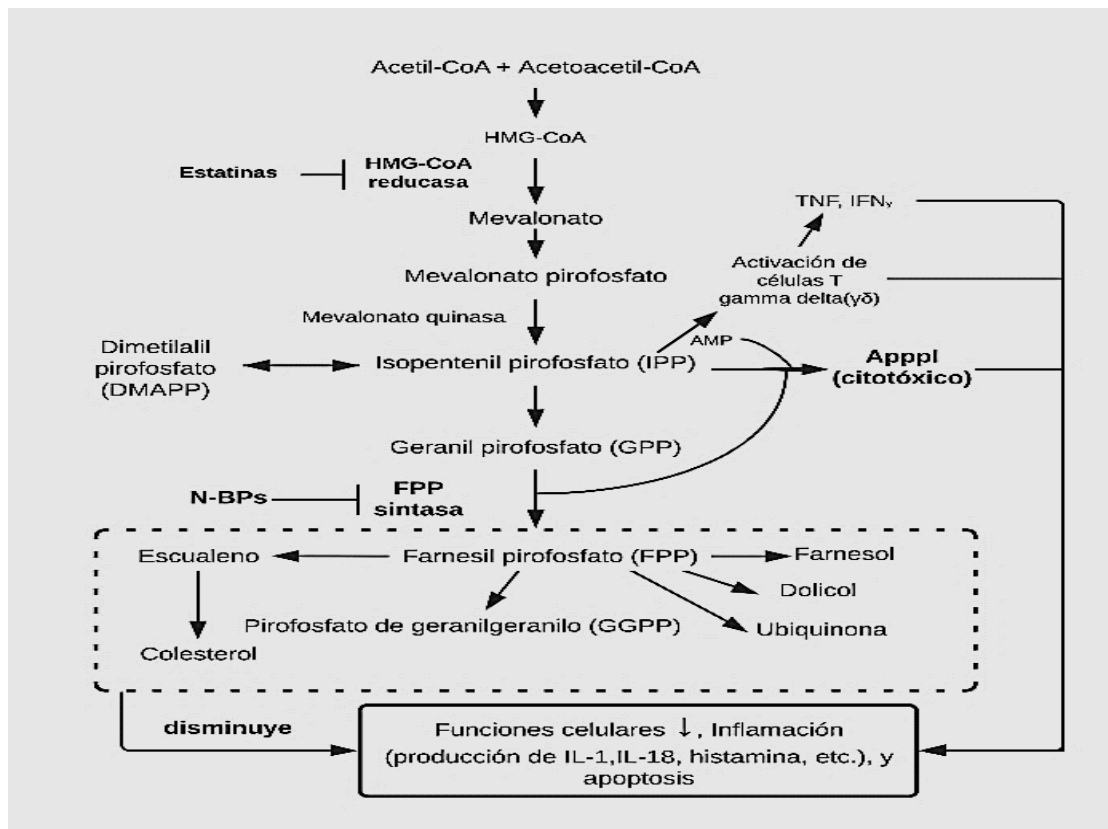 Acetil-CoA + Acetoacetil-CoA
HMG-CoA
Estatinas
HMG-CoA
reducasa
Mevalonato
TNF, IFNᵧ
Mevalonato pirofosfato
Activación de
células T
gamma delta(γδ)
Mevalonato quinasa
AMP
Dimetilalil
pirofosfato
(DMAPP)
Isopentenil pirofosfato (IPP)
Apppl
(citotóxico)
Geranil pirofosfato (GPP)
N-BPs
FPP
sintasa
Escualeno
Farnesil pirofosfato (FPP)
Farnesol
Dolicol
Pirofosfato de geranilgeranilo (GGPP)
Ubiquinona
Colesterol
disminuye
Funciones celulares ↓, Inflamación
(producción de IL-1,IL-18, histamina, etc.), y
apoptosis